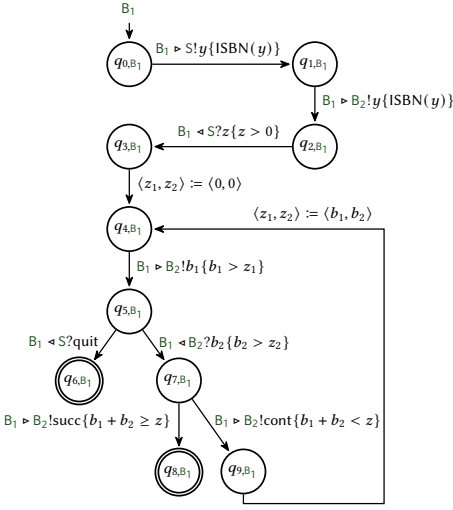 B₁
B₁ ▹ S!y{ISBN(y)}
q₀,B₁
q₁,B₁
B₁ ▹ B₂!y{ISBN(y)}
B₁ ◃ S?z{z > 0}
q₃,B₁
q₂,B₁
⟨z₁, z₂⟩ ≔ ⟨0, 0⟩
⟨z₁, z₂⟩ ≔ ⟨b₁, b₂⟩
q₄,B₁
B₁ ▹ B₂!b₁{b₁ > z₁}
q₅,B₁
B₁ ◃ S?quit
B₁ ◃ B₂?b₂{b₂ > z₂}
q₆,B₁
q₇,B₁
B₁ ▹ B₂!succ{b₁ + b₂ ≥ z}
B₁ ▹ B₂!cont{b₁ + b₂ < z}
q₈,B₁
q₉,B₁